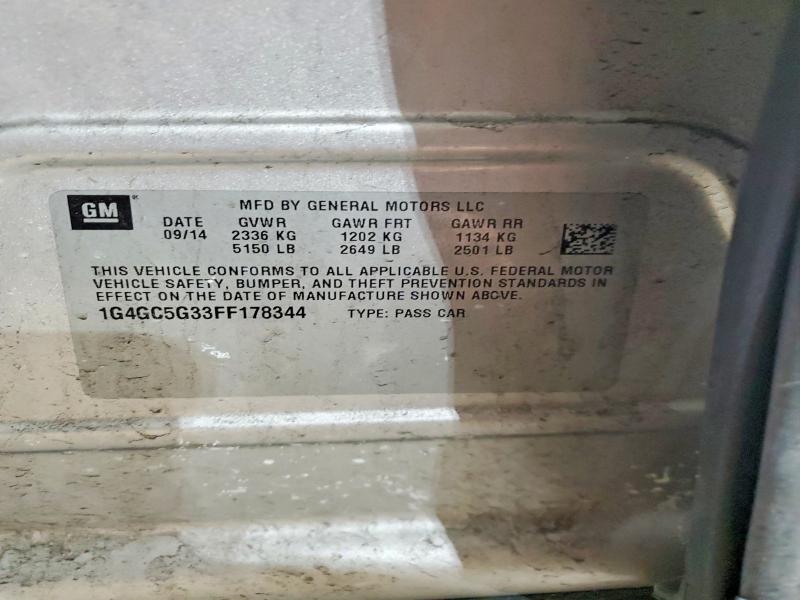 GM
MFD BY GENERAL MOTORS LLC
DATE GVWR GAWR FRT GAWR RR
09/14 2336 KG 1202 KG 1134 KG
5150 LB 2649 LB 2501 LB
THIS VEHICLE CONFORMS TO ALL APPLICABLE U.S. FEDERAL MOTOR
VEHICLE SAFETY, BUMPER, AND THEFT PREVENTION STANDARDS IN
EFFECT ON THE DATE OF MANUFACTURE SHOWN ABOVE.
1G4GC5G33FF178344 TYPE: PASS CAR